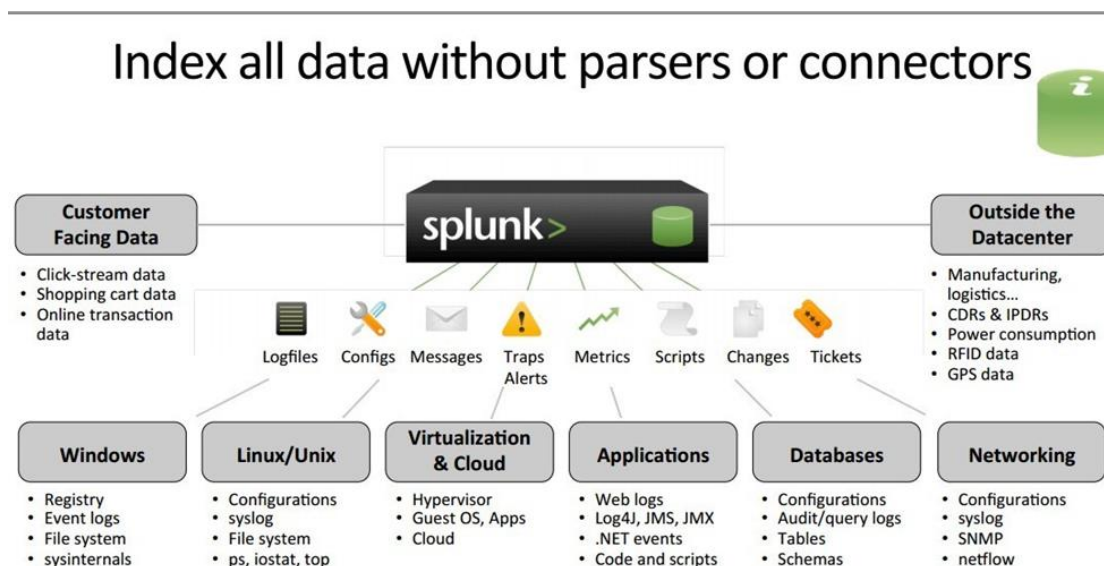 Index all data without parsers or connectors
i
splunk>
Customer
Facing Data
• Click-stream data
• Shopping cart data
• Online transaction
data
Outside the
Datacenter
• Manufacturing,
logistics…
• CDRs & IPDRs
• Power consumption
• RFID data
• GPS data
Logfiles
Configs
Messages
Traps
Alerts
Metrics
Scripts
Changes
Tickets
Windows
• Registry
• Event logs
• File system
• sysinternals
Linux/Unix
• Configurations
• syslog
• File system
• ps, iostat, top
Virtualization
& Cloud
• Hypervisor
• Guest OS, Apps
• Cloud
Applications
• Web logs
• Log4J, JMS, JMX
• .NET events
• Code and scripts
Databases
• Configurations
• Audit/query logs
• Tables
• Schemas
Networking
• Configurations
• syslog
• SNMP
• netflow